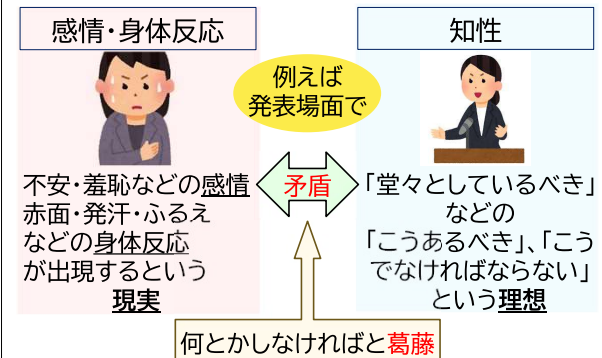 感情・身体反応
知性
例えば
発表場面で
不安・羞恥などの感情
赤面・発汗・ふるえ
などの身体反応
が出現するという
現実
矛盾
「堂々としているべき」
などの
「こうあるべき」、「こう
でなければならない」
という理想
何とかしなければと葛藤